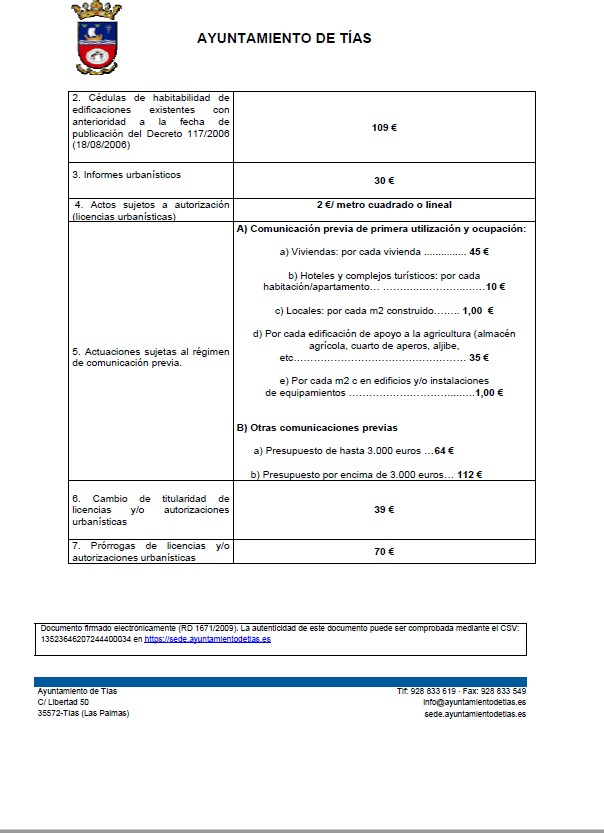 AYUNTAMIENTO DE TÍAS
2. Cédulas de habitabilidad de
edificaciones existentes con
anterioridad a la fecha de
publicación del Decreto 117/2006
(18/08/2006)
109 €
3. Informes urbanísticos
30 €
4. Actos sujetos a autorización
(licencias urbanísticas)
2 €/ metro cuadrado o lineal
5. Actuaciones sujetas al régimen
de comunicación previa.
A) Comunicación previa de primera utilización y ocupación:
a) Viviendas: por cada vivienda ............... 45 €
b) Hoteles y complejos turísticos: por cada
habitación/apartamento… ……………………………10 €
c) Locales: por cada m2 construido…….. 1,00 €
d) Por cada edificación de apoyo a la agricultura (almacén
agrícola, cuarto de aperos, aljibe,
etc…………………………………………… 35 €
e) Por cada m2 c en edificios y/o instalaciones
de equipamientos …………………………...…..1,00 €
B) Otras comunicaciones previas
a) Presupuesto de hasta 3.000 euros …64 €
b) Presupuesto por encima de 3.000 euros… 112 €
6. Cambio de titularidad de
licencias y/o autorizaciones
urbanísticas
39 €
7. Prórrogas de licencias y/o
autorizaciones urbanísticas
70 €
Documento firmado electrónicamente (RD 1671/2009). La autenticidad de este documento puede ser comprobada mediante el CSV:
13523646207244400034 en https://sede.ayuntamientodetias.es
Ayuntamiento de Tías
C/ Libertad 50
35572-Tías (Las Palmas)
Tlf: 928 833 619 · Fax: 928 833 549
info@ayuntamientodetias.es
sede.ayuntamientodetias.es